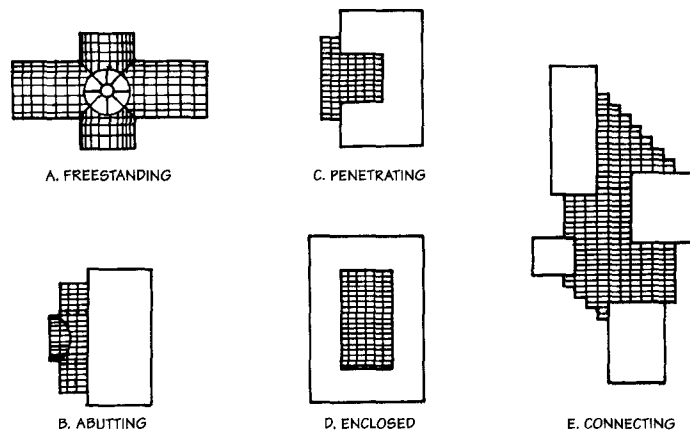 A. FREESTANDING
C. PENETRATING
B. ABUTTING
D. ENCLOSED
E. CONNECTING